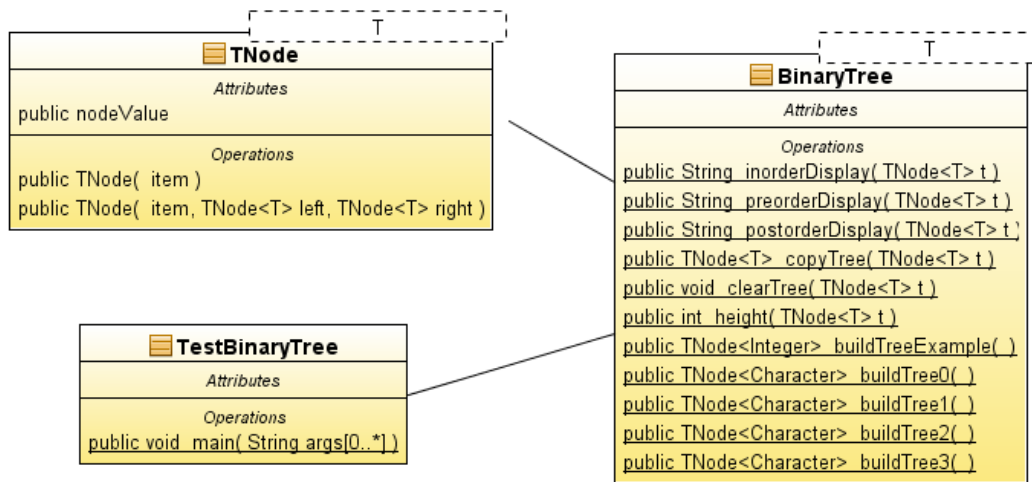 T
TNode
Attributes
public nodeValue
Operations
public TNode( item )
public TNode( item, TNode<T> left, TNode<T> right )
T
BinaryTree
Attributes
Operations
public String inorderDisplay( TNode<T> t )
public String preorderDisplay( TNode<T> t )
public String postorderDisplay( TNode<T> t )
public TNode<T> copyTree( TNode<T> t )
public void clearTree( TNode<T> t )
public int height( TNode<T> t )
public TNode<Integer> buildTreeExample( )
public TNode<Character> buildTree0( )
public TNode<Character> buildTree1( )
public TNode<Character> buildTree2( )
public TNode<Character> buildTree3( )
TestBinaryTree
Attributes
Operations
public void main( String args[0..*] )